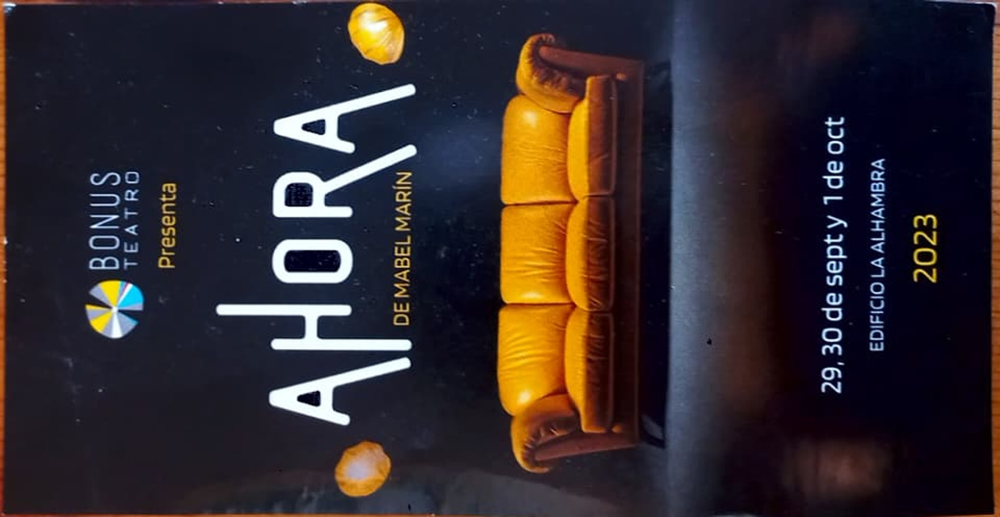 BONUS
TEATRO
Presenta
AHORA
DE MABEL MARÍN
29, 30 de sept y 1 de oct
EDIFICIO LA ALHAMBRA
2023